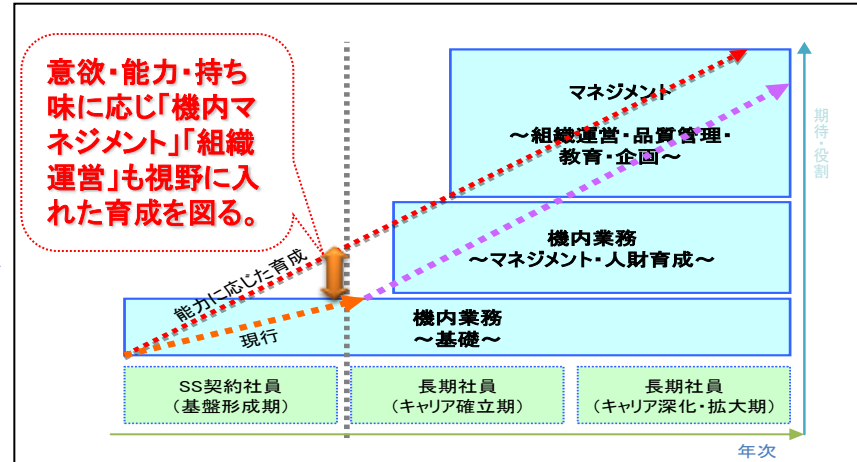 意欲・能力・持ち
味に応じ「機内マ
ネジメント」「組織
運営」も視野に入
れた育成を図る。
マネジメント
～組織運営・品質管理・
教育・企画～
期待・役割
機内業務
～マネジメント・人財育成～
能力に応じた育成
現行
機内業務
～基礎～
SS契約社員
（基盤形成期）
長期社員
（キャリア確立期）
長期社員
（キャリア深化・拡大期）
年次